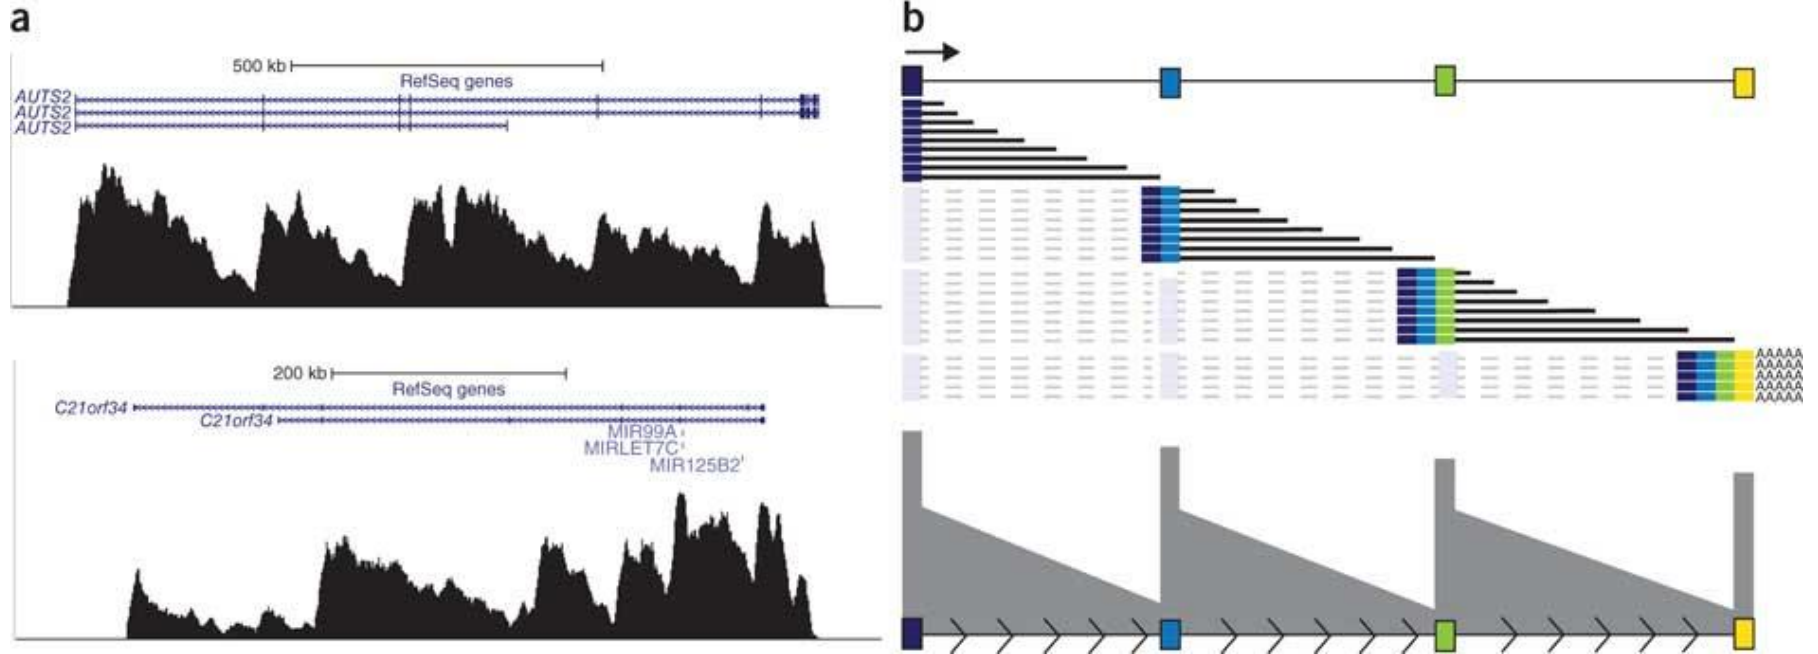 a
500 kb
RefSeq genes
AUTS2
AUTS2
AUTS2
200 kb
RefSeq genes
C21orf34
C21orf34
MIR99A
MIRLET7C
MIR125B2
b
AAAAA
AAAAA
AAAAA
AAAAA
AAAAA